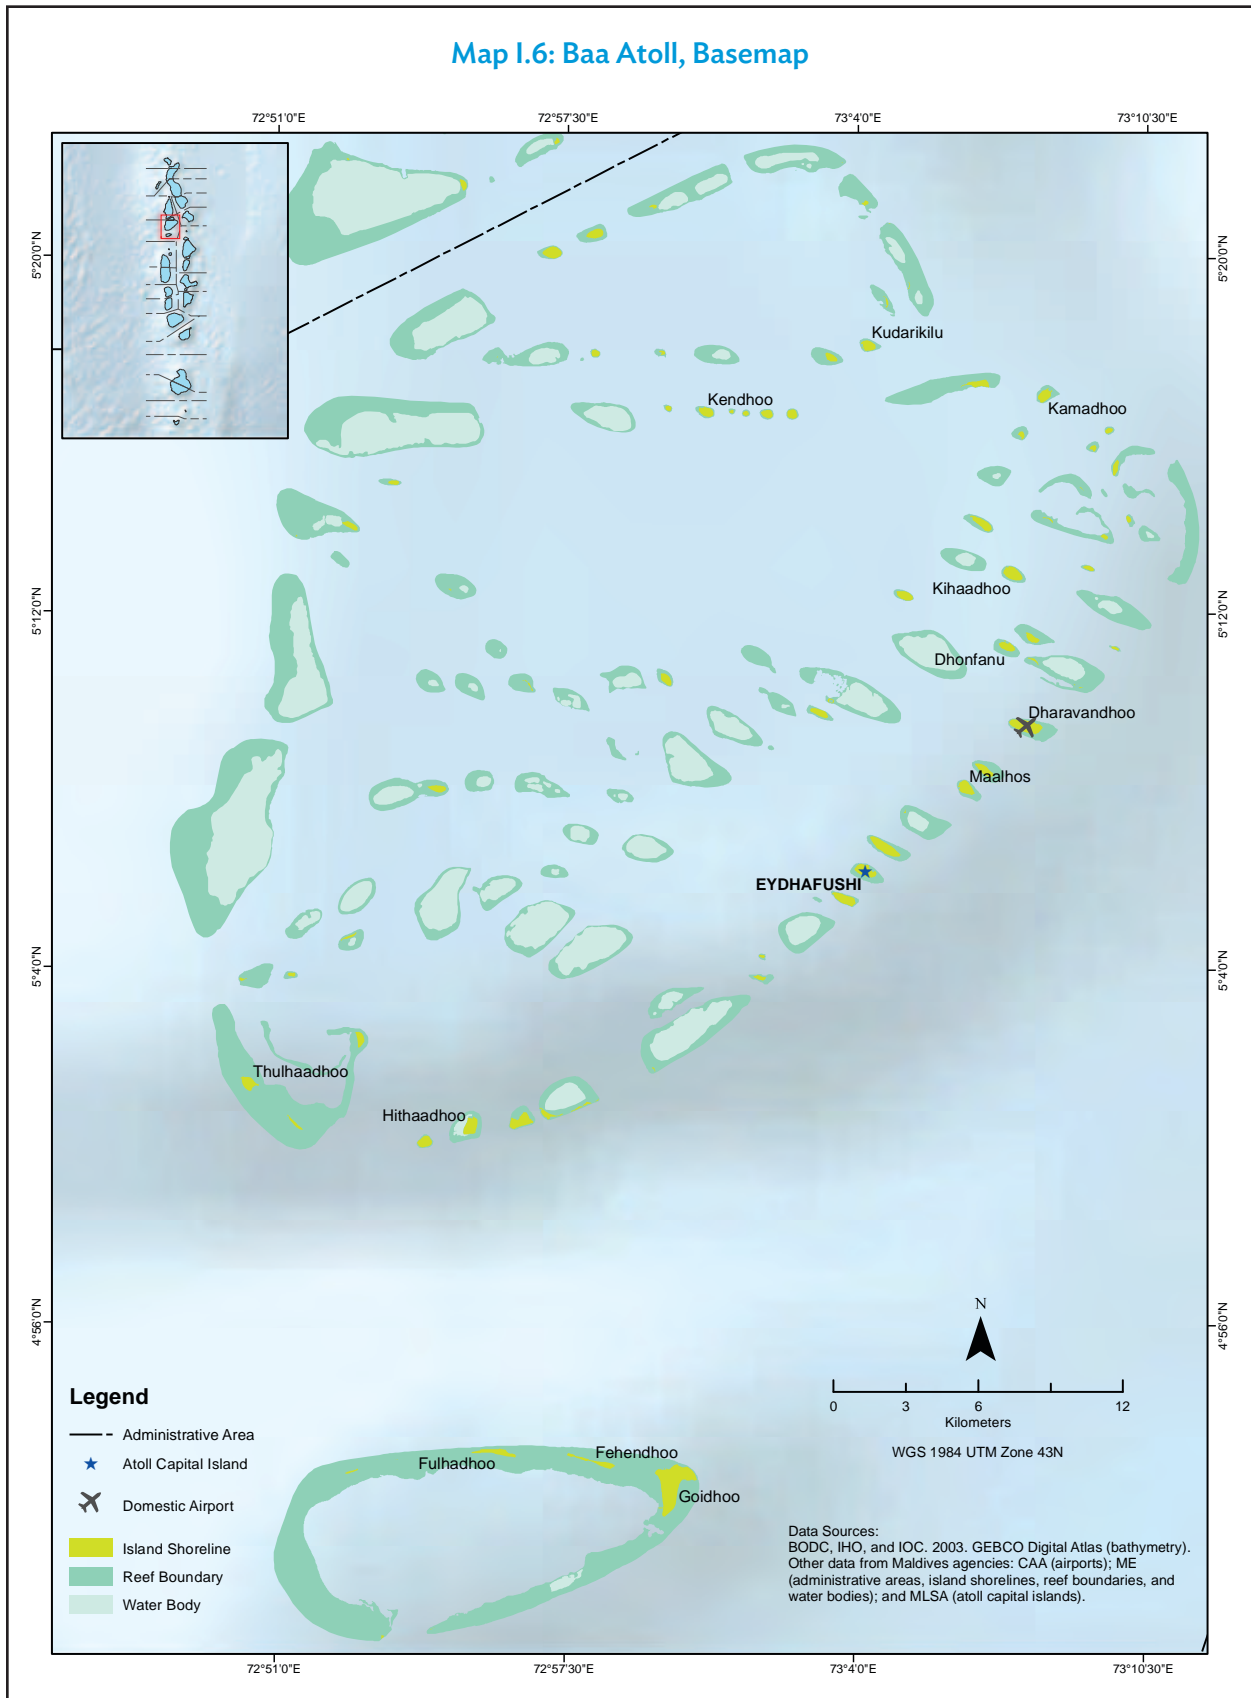 Map I.6: Baa Atoll, Basemap
72°51'0"E
72°57'30"E
73°4'0"E
73°10'30"E
5°20'0"N
5°20'0"N
Kudarikilu
Kendhoo
Kamadhoo
Kihaadhoo
5°12'0"N
5°12'0"N
Dhonfanu
Dharavandhoo
Maalhos
EYDHAFUSHI
5°4'0"N
5°4'0"N
Thulhaadhoo
Hithaadhoo
4°56'0"N
4°56'0"N
N
0
3
6
12
Kilometers
WGS 1984 UTM Zone 43N
Legend
Administrative Area
Atoll Capital Island
Domestic Airport
Island Shoreline
Reef Boundary
Water Body
Fulhadhoo
Fehendhoo
Goidhoo
Data Sources:
BODC, IHO, and IOC. 2003. GEBCO Digital Atlas (bathymetry).
Other data from Maldives agencies: CAA (airports); ME
(administrative areas, island shorelines, reef boundaries, and
water bodies); and MLSA (atoll capital islands).
72°51'0"E
72°57'30"E
73°4'0"E
73°10'30"E